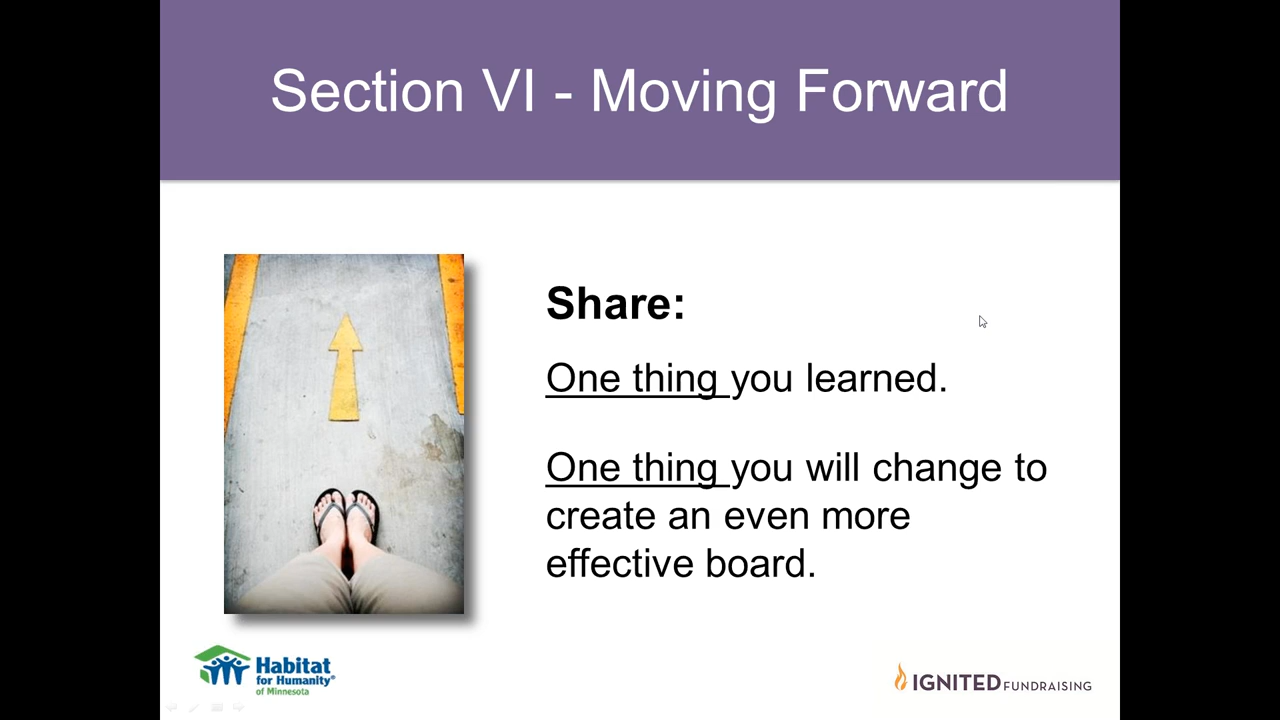 Section VI - Moving Forward
Share:
One thing you learned.
One thing you will change to
create an even more
effective board.
Habitat
for Humanity®
of Minnesota
IGNITED FUNDRAISING